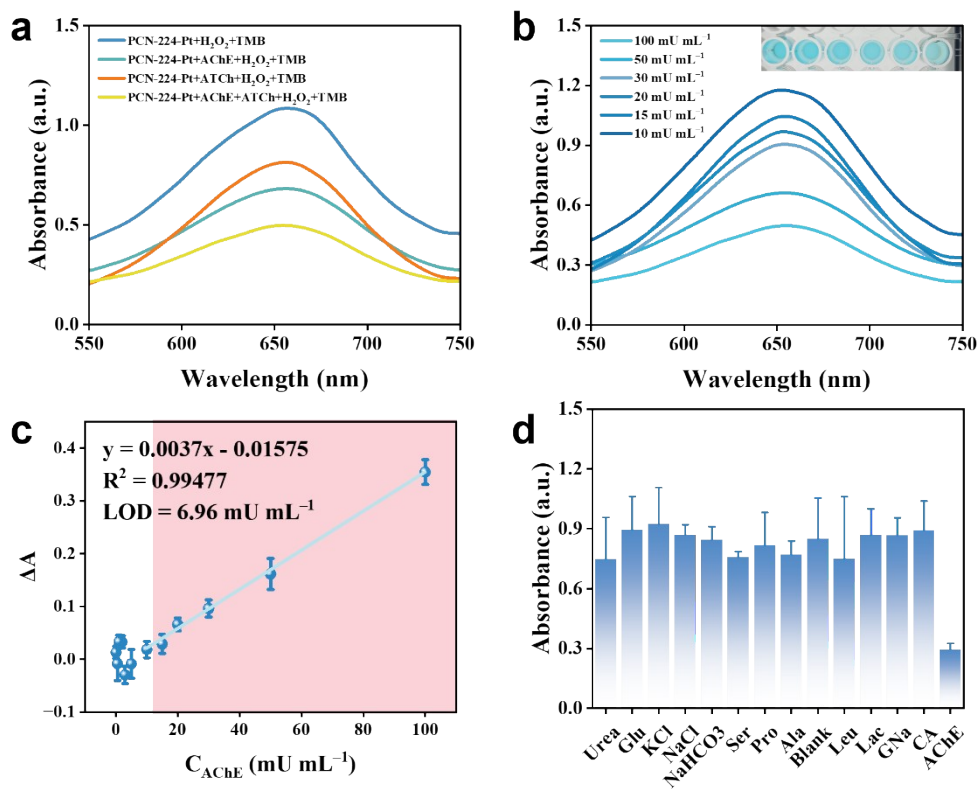 a
PCN-224-Pt+H₂O₂+TMB
PCN-224-Pt+AChE+H₂O₂+TMB
PCN-224-Pt+ATCh+H₂O₂+TMB
PCN-224-Pt+AChE+ATCh+H₂O₂+TMB
1.5
1.0
0.5
0.0
Absorbance (a.u.)
550
600
650
700
750
Wavelength (nm)
b
100 mU mL⁻¹
50 mU mL⁻¹
30 mU mL⁻¹
20 mU mL⁻¹
15 mU mL⁻¹
10 mU mL⁻¹
1.5
1.2
0.9
0.6
0.3
0.0
Absorbance (a.u.)
550
600
650
700
750
Wavelength (nm)
c
y = 0.0037x - 0.01575
R² = 0.99477
LOD = 6.96 mU mL⁻¹
0.4
0.3
0.2
0.1
0.0
−0.1
ΔA
0
20
40
60
80
100
C_AChE (mU mL⁻¹)
d
1.5
1.2
0.9
0.6
0.3
0.0
Absorbance (a.u.)
Urea
Glu
KCl
NaCl
NaHCO3
Ser
Pro
Ala
Blank
Leu
Lac
GNa
CA
AChE